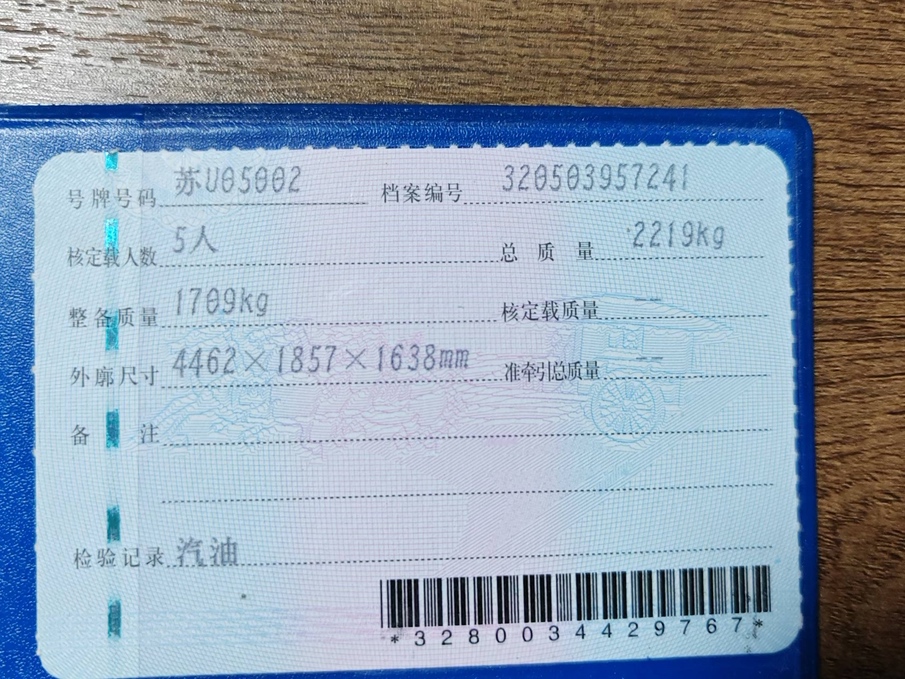 号牌号码 苏U05002 档案编号 320503957241
核定载人数 5人 总质量 2219kg
整备质量 1709kg 核定载质量 --
外廓尺寸 4462×1857×1638mm 准牵引总质量 --
备注
检验记录 汽油
*3280034429767*